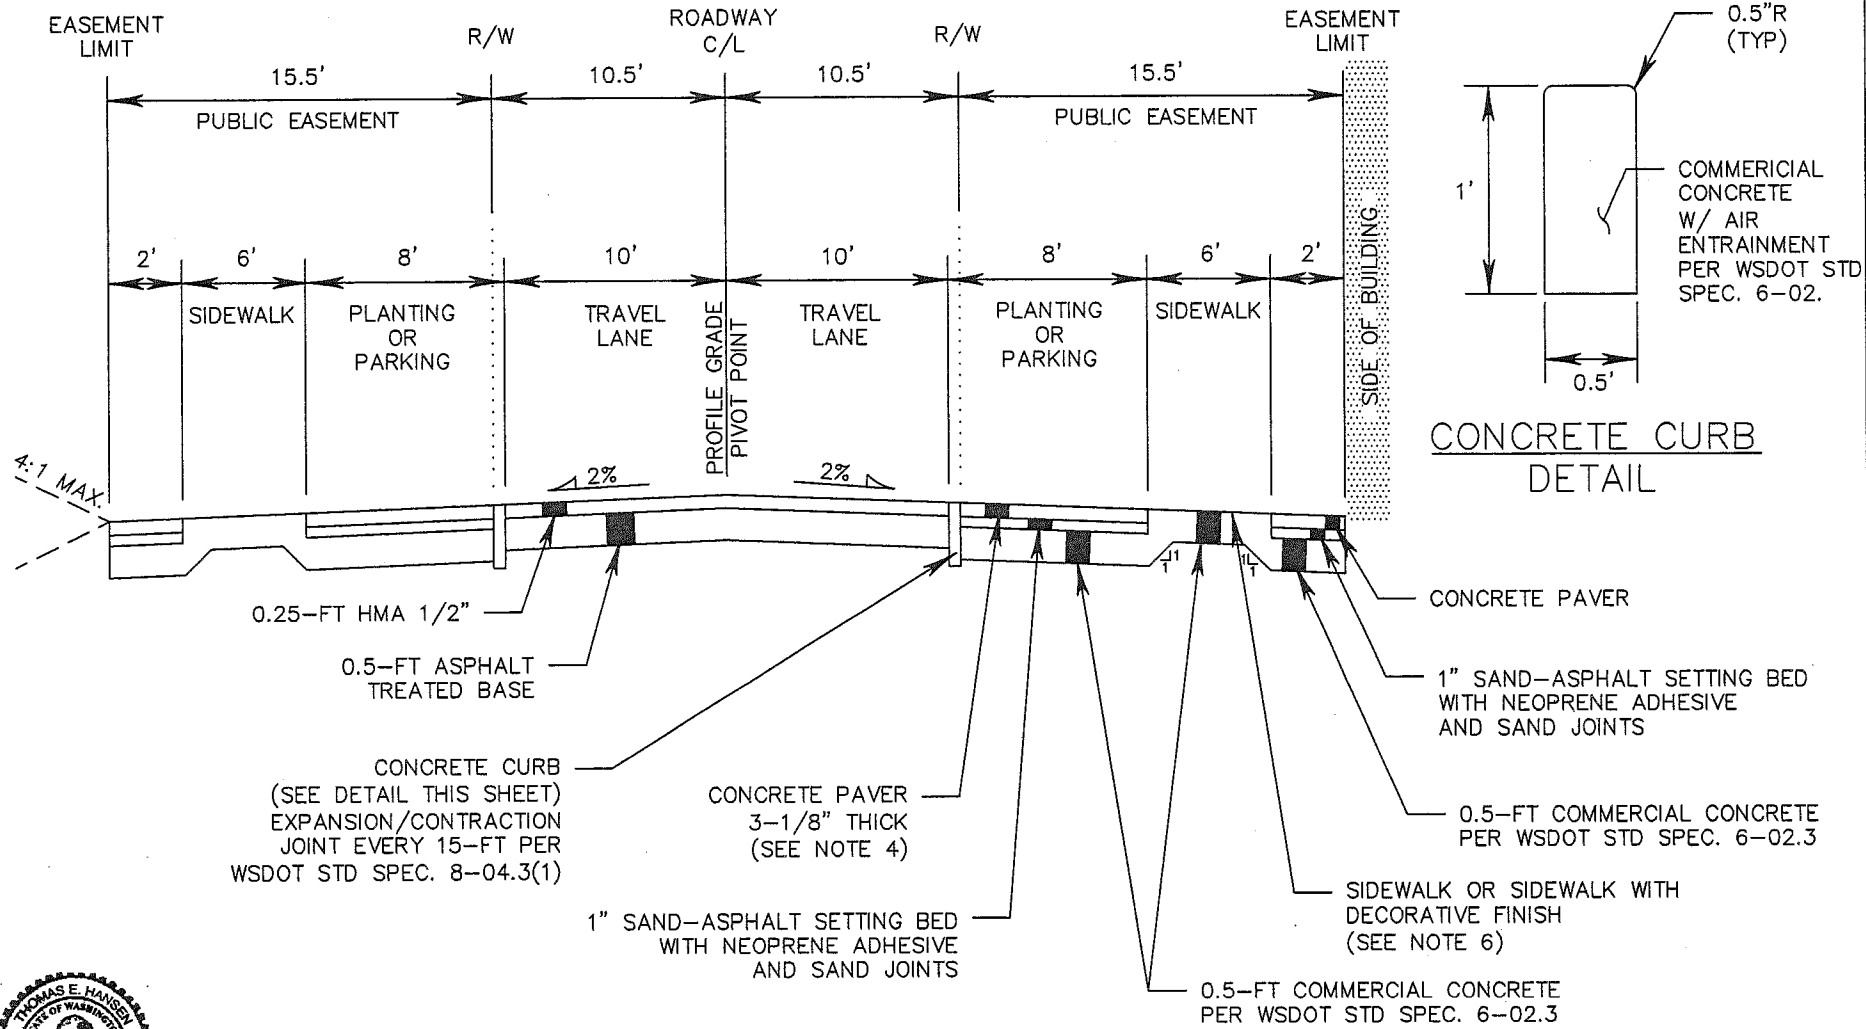 EASEMENT
LIMIT
R/W
ROADWAY
C/L
R/W
EASEMENT
LIMIT
15.5'
10.5'
10.5'
15.5'
PUBLIC EASEMENT
PUBLIC EASEMENT
2'
6'
8'
10'
10'
8'
6'
2'
SIDEWALK
PLANTING
OR
PARKING
TRAVEL
LANE
PROFILE GRADE
PIVOT POINT
TRAVEL
LANE
PLANTING
OR
PARKING
SIDEWALK
SIDE OF BUILDING
0.5"R
(TYP)
1'
COMMERICIAL
CONCRETE
W/ AIR
ENTRAINMENT
PER WSDOT STD
SPEC. 6-02.
0.5'
CONCRETE CURB
DETAIL
4:1 MAX.
2%
2%
1
1
1
1
0.25-FT HMA 1/2"
0.5-FT ASPHALT
TREATED BASE
CONCRETE CURB
(SEE DETAIL THIS SHEET)
EXPANSION/CONTRACTION
JOINT EVERY 15-FT PER
WSDOT STD SPEC. 8-04.3(1)
CONCRETE PAVER
3-1/8" THICK
(SEE NOTE 4)
1" SAND-ASPHALT SETTING BED
WITH NEOPRENE ADHESIVE
AND SAND JOINTS
CONCRETE PAVER
1" SAND-ASPHALT SETTING BED
WITH NEOPRENE ADHESIVE
AND SAND JOINTS
0.5-FT COMMERCIAL CONCRETE
PER WSDOT STD SPEC. 6-02.3
SIDEWALK OR SIDEWALK WITH
DECORATIVE FINISH
(SEE NOTE 6)
0.5-FT COMMERCIAL CONCRETE
PER WSDOT STD SPEC. 6-02.3
THOMAS E. HANSEN
STATE OF WASHINGTON